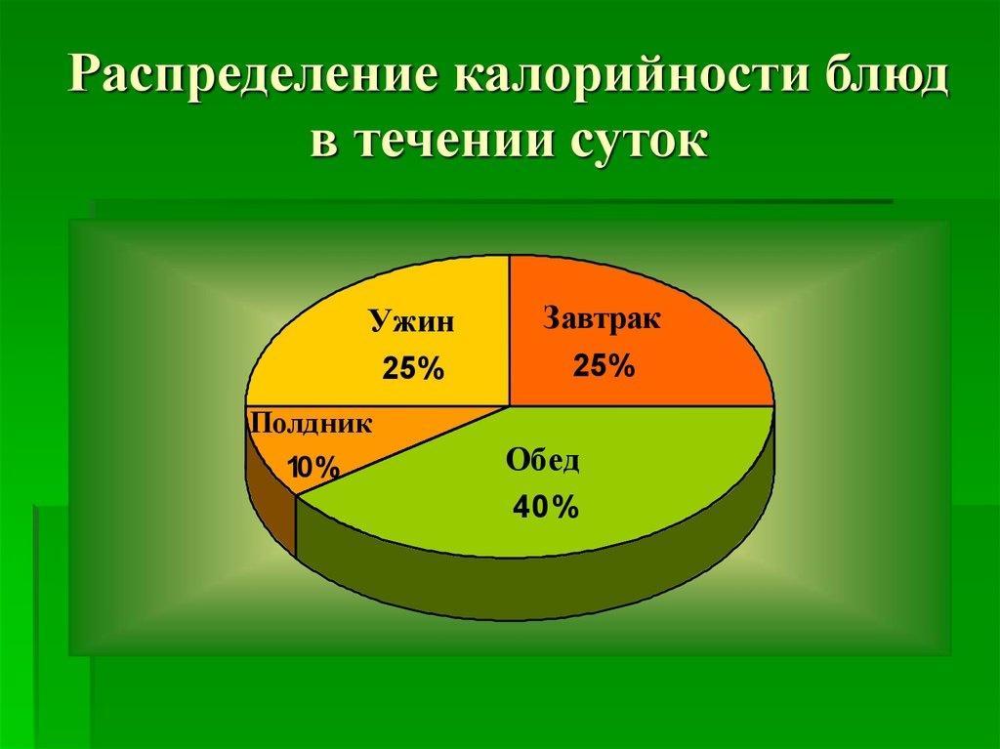 Распределение калорийности блюд
в течении суток
Ужин
25%
Завтрак
25%
Полдник
10%
Обед
40%